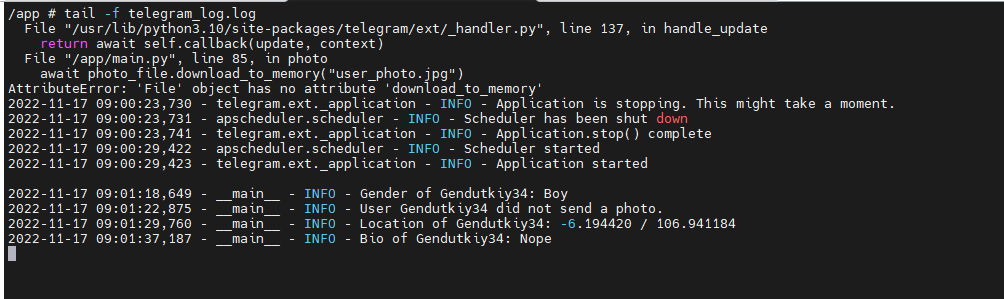 /app # tail -f telegram_log.log
  File "/usr/lib/python3.10/site-packages/telegram/ext/_handler.py", line 137, in handle_update
    return await self.callback(update, context)
  File "/app/main.py", line 85, in photo
    await photo_file.download_to_memory("user_photo.jpg")
AttributeError: 'File' object has no attribute 'download_to_memory'
2022-11-17 09:00:23,730 - telegram.ext._application - INFO - Application is stopping. This might take a moment.
2022-11-17 09:00:23,731 - apscheduler.scheduler - INFO - Scheduler has been shut down
2022-11-17 09:00:23,741 - telegram.ext._application - INFO - Application.stop() complete
2022-11-17 09:00:29,422 - apscheduler.scheduler - INFO - Scheduler started
2022-11-17 09:00:29,423 - telegram.ext._application - INFO - Application started

2022-11-17 09:01:18,649 - __main__ - INFO - Gender of Gendutkiy34: Boy
2022-11-17 09:01:22,875 - __main__ - INFO - User Gendutkiy34 did not send a photo.
2022-11-17 09:01:29,760 - __main__ - INFO - Location of Gendutkiy34: -6.194420 / 106.941184
2022-11-17 09:01:37,187 - __main__ - INFO - Bio of Gendutkiy34: Nope